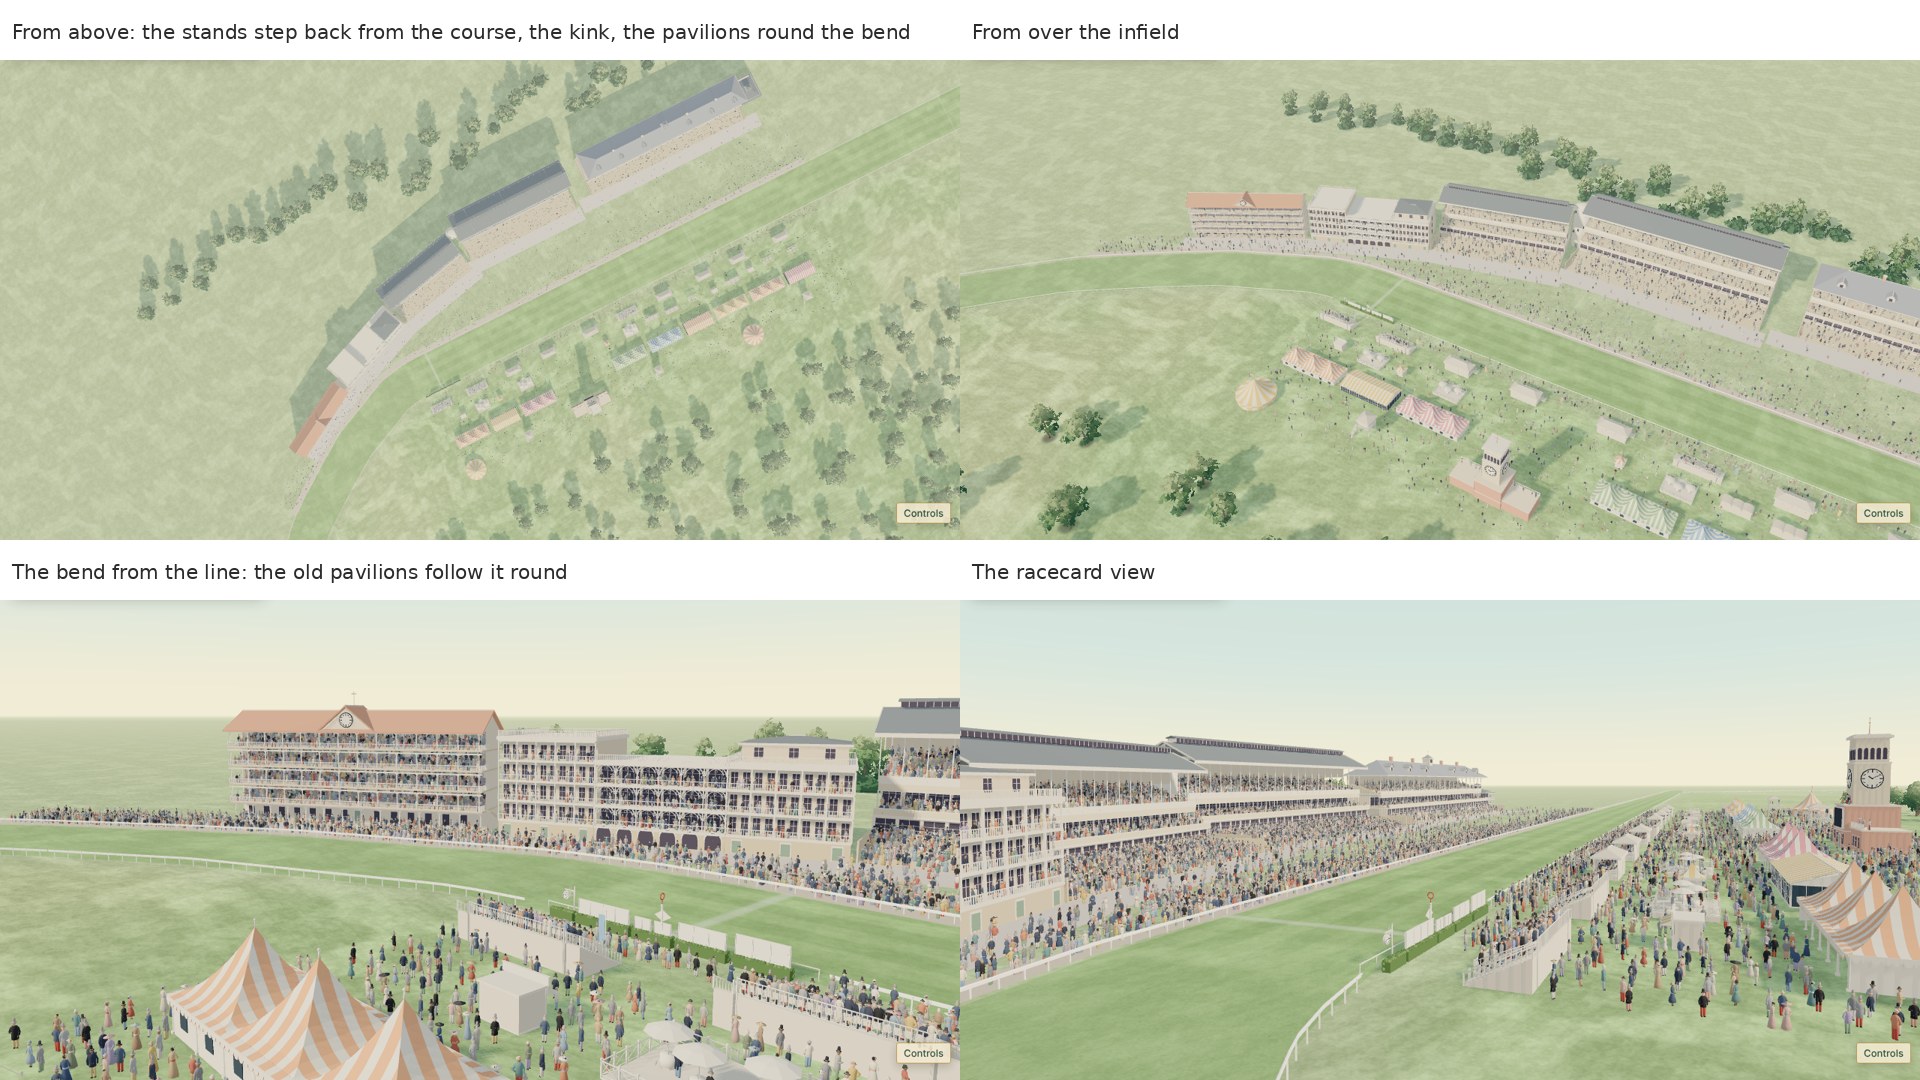 From above: the stands step back from the course, the kink, the pavilions round the bend
From over the infield
Controls
Controls
The bend from the line: the old pavilions follow it round
The racecard view
Controls
Controls